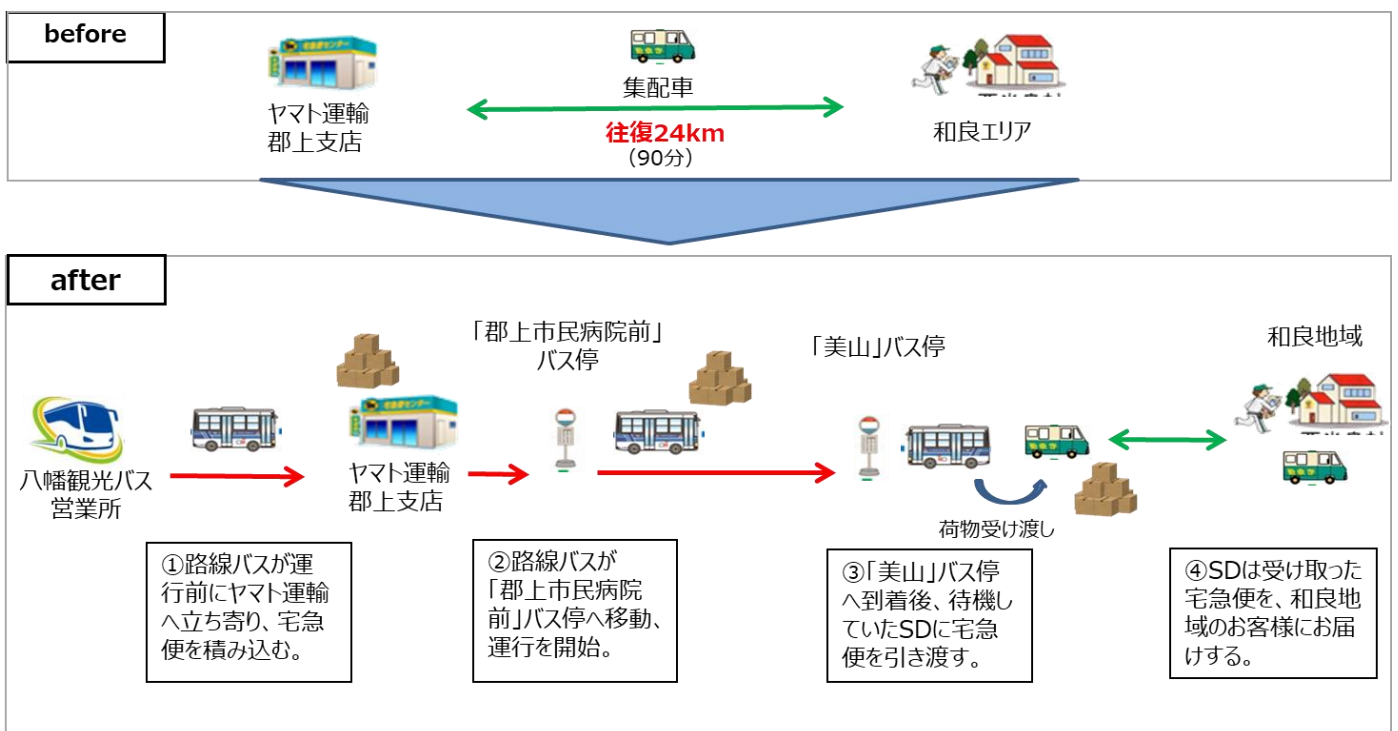 before
ヤマト運輸
郡上支店
集配車
往復24km
（90分）
和良エリア
after
「郡上市民病院前」
バス停
「美山」バス停
和良地域
八幡観光バス
営業所
ヤマト運輸
郡上支店
荷物受け渡し
①路線バスが運
行前にヤマト運輸
へ立ち寄り、宅急
便を積み込む。
②路線バスが
「郡上市民病院
前」バス停へ移動、
運行を開始。
③「美山」バス停
へ到着後、待機し
ていたSDに宅急
便を引き渡す。
④SDは受け取った
宅急便を、和良地
域のお客様にお届
けする。